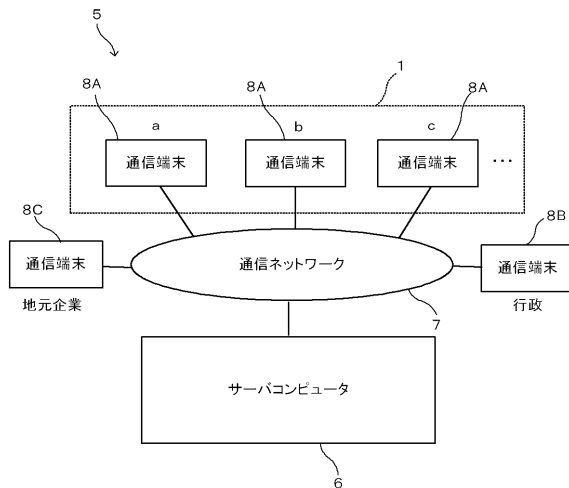 5
1
8A
8A
8A
a
b
c
通信端末
通信端末
通信端末
...
8C
8B
通信端末
通信ネットワーク
通信端末
地元企業
行政
7
サーバコンピュータ
6